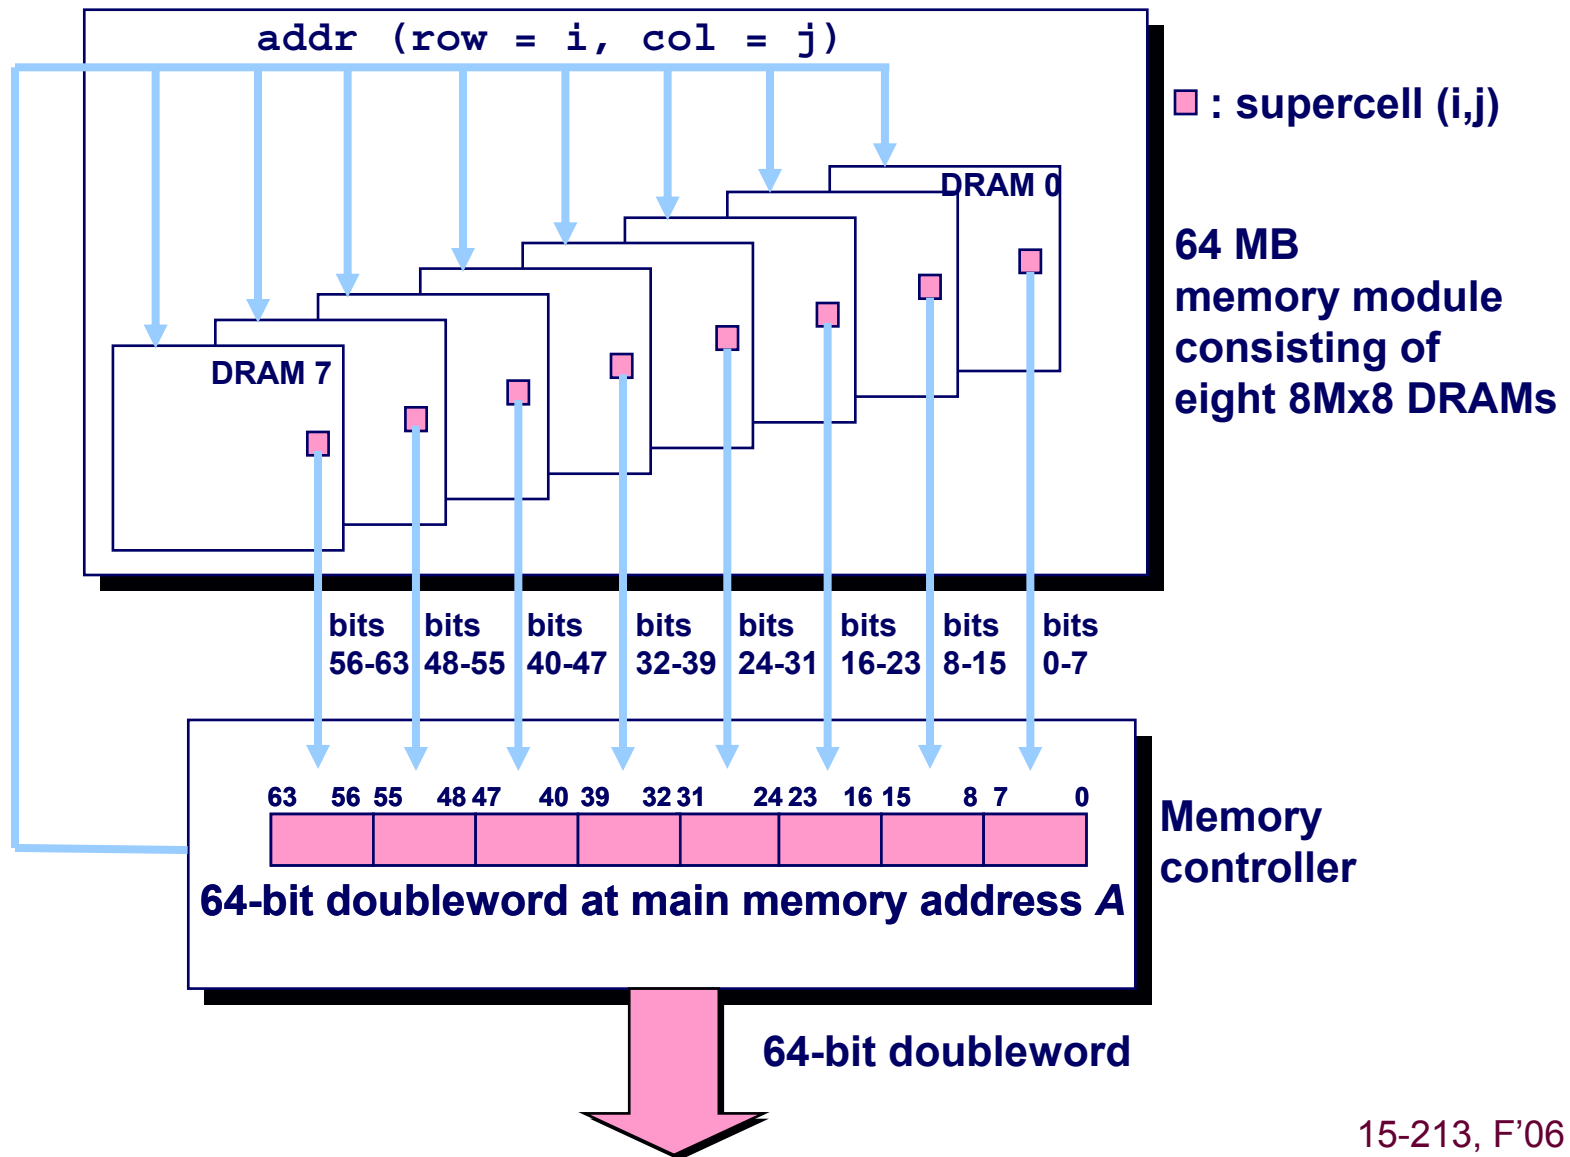 addr (row = i, col = j)
: supercell (i,j)
DRAM 0
64 MB
memory module
consisting of
eight 8Mx8 DRAMs
DRAM 7
bits bits bits bits bits bits bits bits
56-63 48-55 40-47 32-39 24-31 16-23 8-15 0-7
63 56 55 48 47 40 39 32 31 24 23 16 15 8 7 0
Memory
controller
64-bit doubleword at main memory address A
64-bit doubleword
15-213, F’06